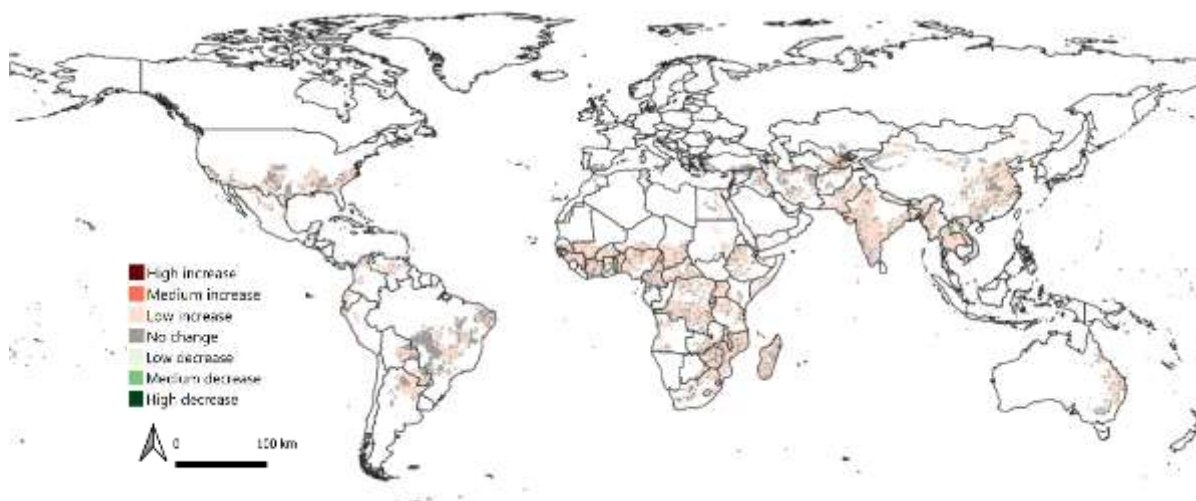 High increase
Medium increase
Low increase
No change
Low decrease
Medium decrease
High decrease
0 100 km